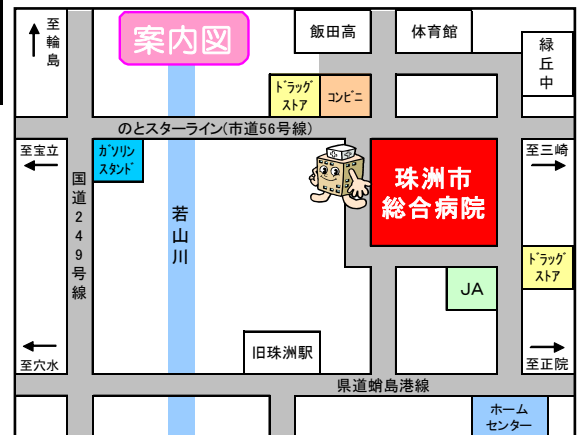 至輪島
案内図
飯田高
体育館
緑丘中
ドラッグ
ストア
コンビニ
のとスターライン(市道56号線)
至宝立
ガソリン
スタンド
至三崎
珠洲市
総合病院
国道249号線
若山川
ドラッグ
ストア
JA
旧珠洲駅
至穴水
至正院
県道蛸島港線
ホーム
センター